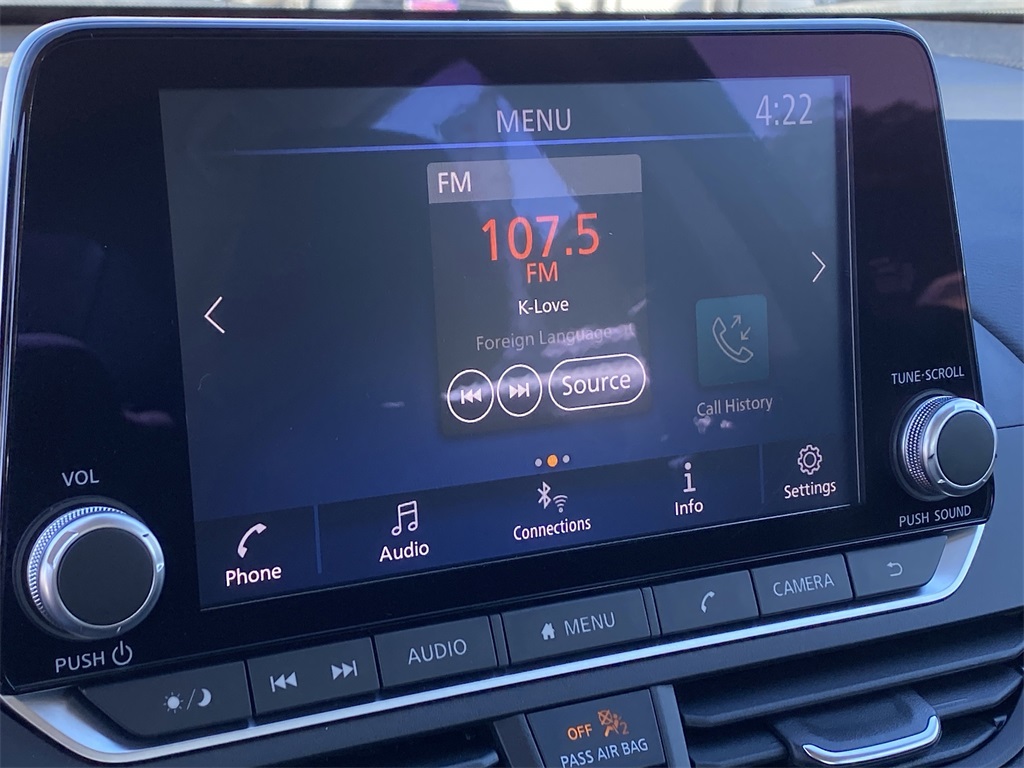 MENU
4:22
FM
107.5
FM
K-Love
Foreign Language
Source
Call History
TUNE·SCROLL
VOL
Phone
Audio
Connections
Info
Settings
PUSH SOUND
PUSH
AUDIO
MENU
CAMERA
OFF
2
PASS AIR BAG